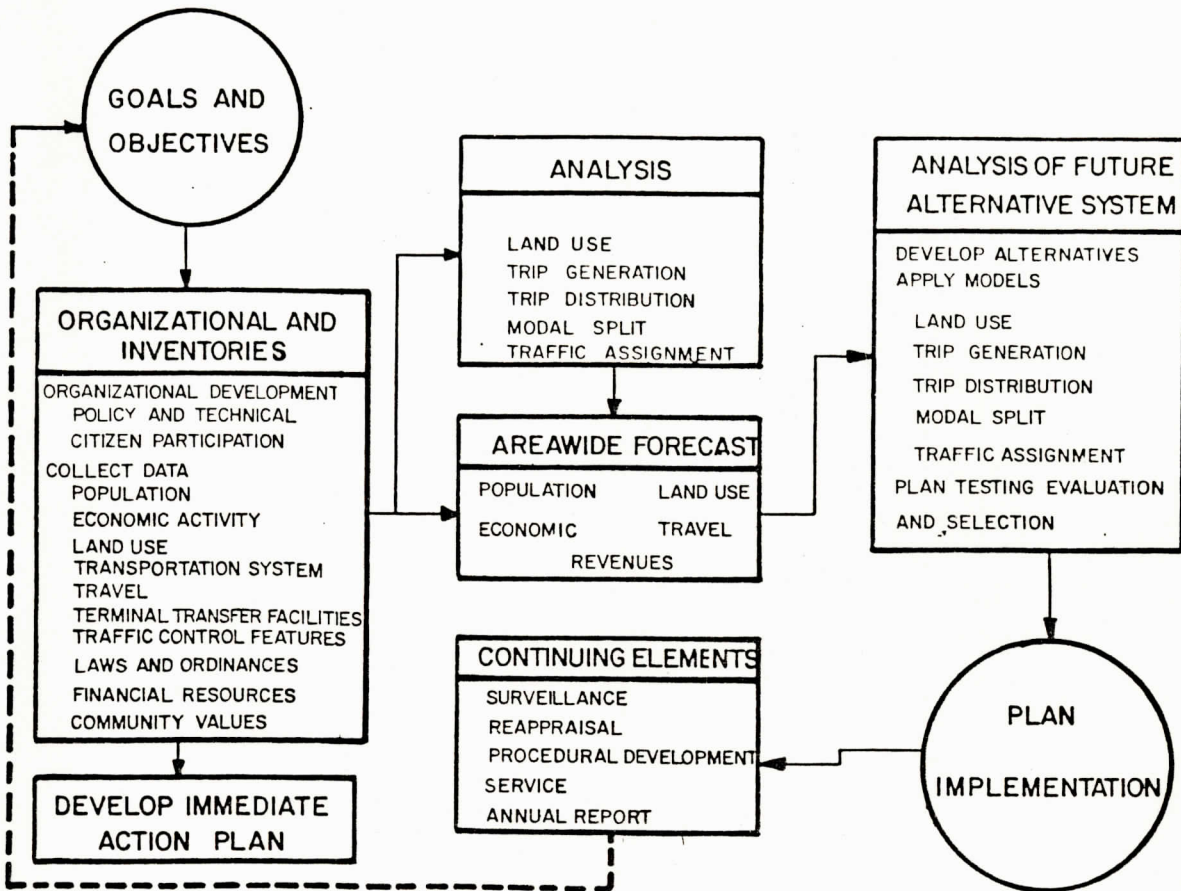 GOALS AND
OBJECTIVES
ORGANIZATIONAL AND
INVENTORIES
ORGANIZATIONAL DEVELOPMENT
POLICY AND TECHNICAL
CITIZEN PARTICIPATION
COLLECT DATA
POPULATION
ECONOMIC ACTIVITY
LAND USE
TRANSPORTATION SYSTEM
TRAVEL
TERMINAL TRANSFER FACILITIES
TRAFFIC CONTROL FEATURES
LAWS AND ORDINANCES
FINANCIAL RESOURCES
COMMUNITY VALUES
DEVELOP IMMEDIATE
ACTION PLAN
ANALYSIS
LAND USE
TRIP GENERATION
TRIP DISTRIBUTION
MODAL SPLIT
TRAFFIC ASSIGNMENT
AREAWIDE FORECAST
POPULATION LAND USE
ECONOMIC TRAVEL
REVENUES
ANALYSIS OF FUTURE
ALTERNATIVE SYSTEM
DEVELOP ALTERNATIVES
APPLY MODELS
LAND USE
TRIP GENERATION
TRIP DISTRIBUTION
MODAL SPLIT
TRAFFIC ASSIGNMENT
PLAN TESTING EVALUATION
AND SELECTION
PLAN
IMPLEMENTATION
CONTINUING ELEMENTS
SURVEILLANCE
REAPPRAISAL
PROCEDURAL DEVELOPMENT
SERVICE
ANNUAL REPORT